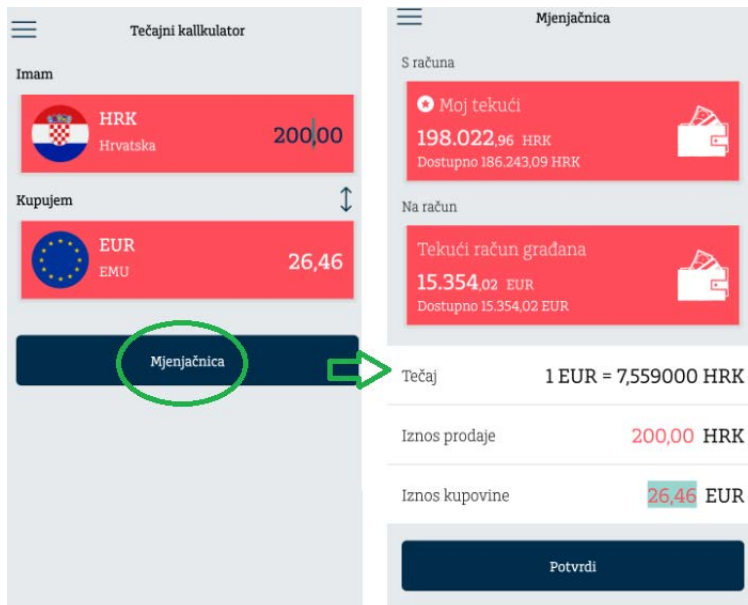 Tečajni kallkulator
Imam
HRK
Hrvatska
200,00
Kupujem
EUR
EMU
26,46
Mjenjačnica
Mjenjačnica
S računa
Moj tekući
198.022,96 HRK
Dostupno 186.243,09 HRK
Na račun
Tekući račun građana
15.354,02 EUR
Dostupno 15.354,02 EUR
Tečaj 1 EUR = 7,559000 HRK
Iznos prodaje 200,00 HRK
Iznos kupovine 26,46 EUR
Potvrdi